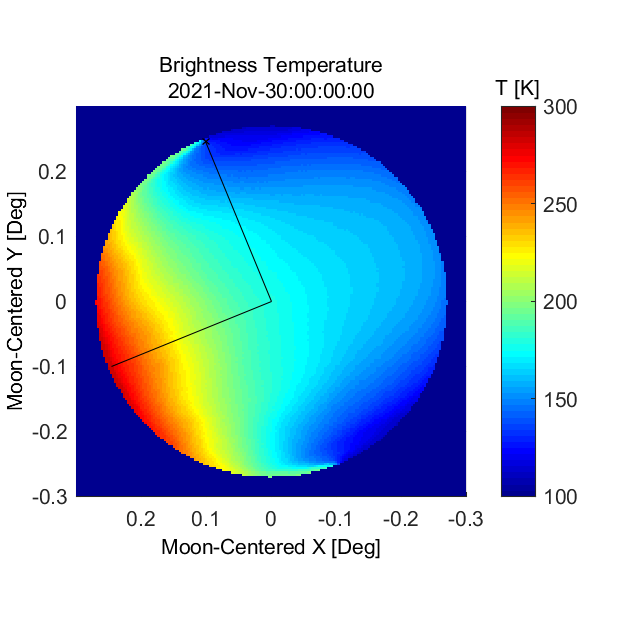 Brightness Temperature
2021-Nov-30:00:00:00
T [K]
300
250
200
150
100
Moon-Centered Y [Deg]
0.2
0.1
0
-0.1
-0.2
-0.3
0.2 0.1 0 -0.1 -0.2 -0.3
Moon-Centered X [Deg]